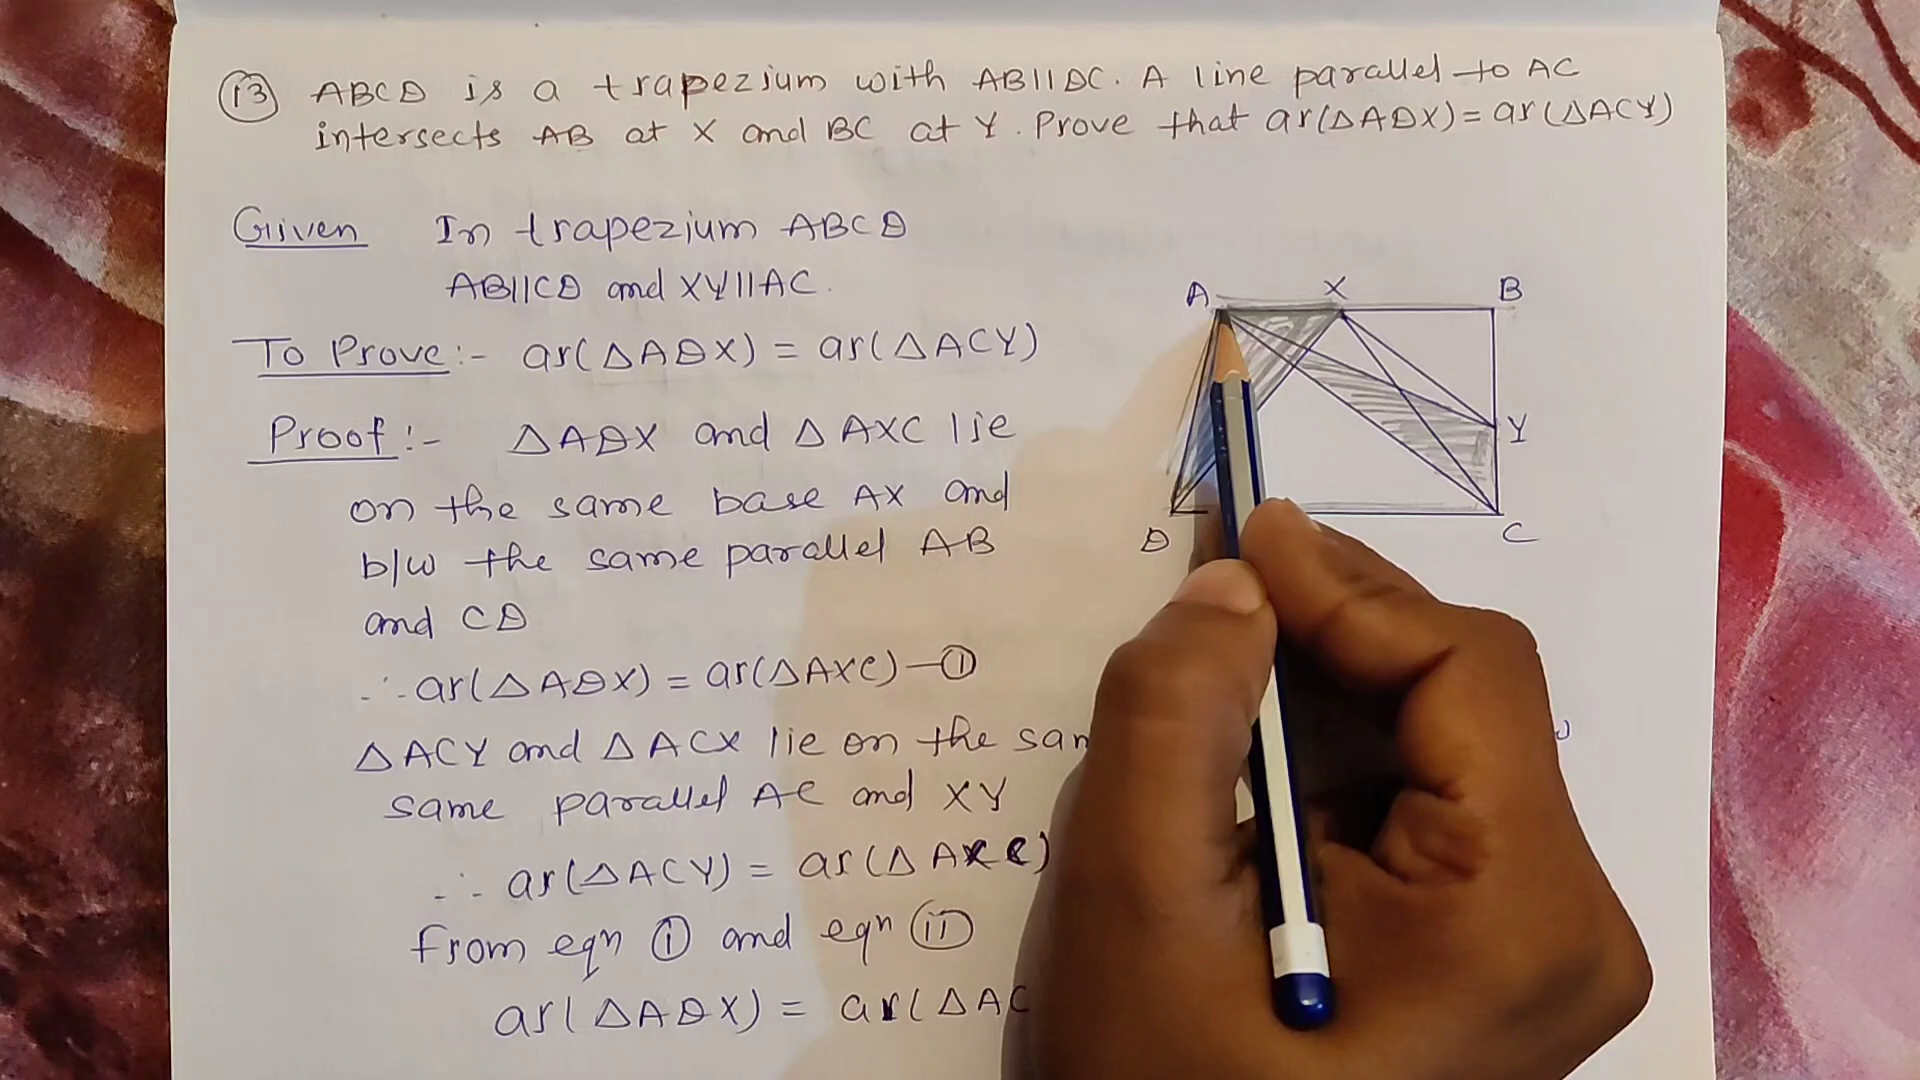 13 ABCD is a trapezium with AB||DC. A line parallel to AC
intersects AB at X and BC at Y. Prove that ar(△ADX) = ar(△ACY)
Given In trapezium ABCD
AB||CD and XY||AC.
To Prove:- ar(△ADX) = ar(△ACY)
Proof:- △ADX and △AXC lie
on the same base AX and
b/w the same parallel AB
and CD
∴ ar(△ADX) = ar(△AXC) — ①
△ACY and △ACX lie on the
same parallel AC and XY
∴ ar(△ACY) = ar(△AXC)
from eqn ① and eqn ⓘⓘ
ar(△ADX) = ar(△AC
A X B
Y
D C